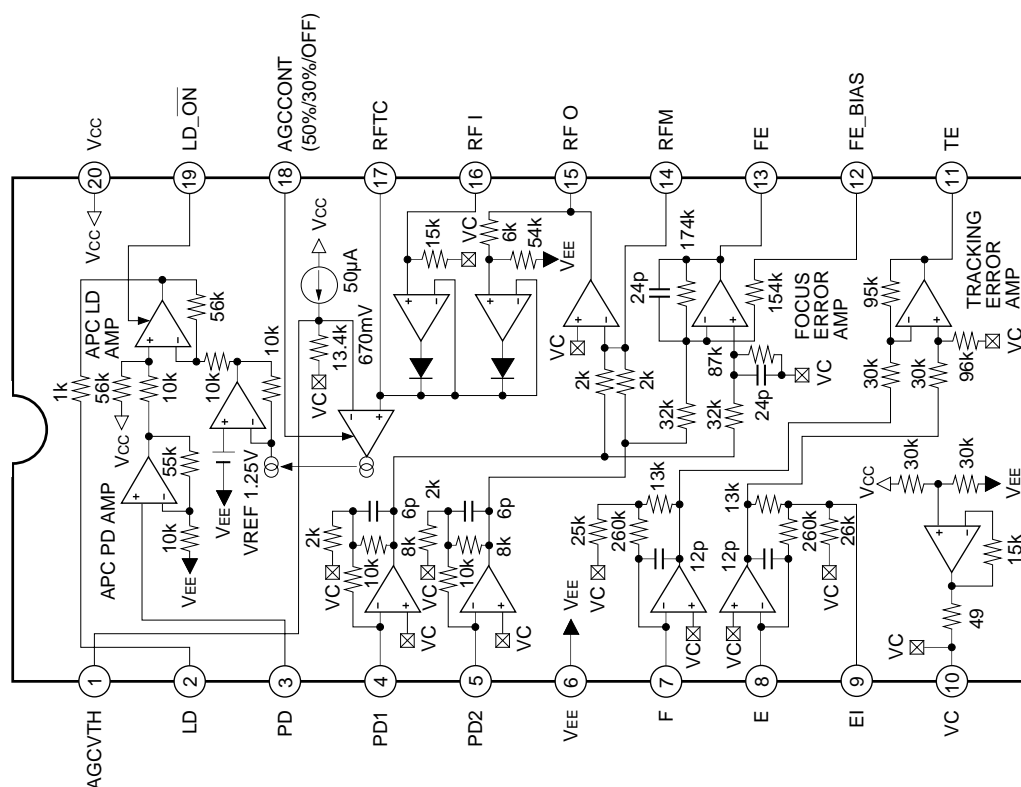 20 Vcc
19 LD_ON
18 AGCCONT
(50%/30%/OFF)
17 RFTC
16 RF I
15 RF O
14 RFM
13 FE
12 FE_BIAS
11 TE
Vcc
APC LD
AMP
56k
1k
56k
10k
10k
10k
Vcc
APC PD AMP
55k
10k
VEE
VEE
VREF 1.25V
Vcc
50µA
13.4k
VC
670mV
15k
VC
6k
54k
VEE
VC
2k
2k
24p
174k
154k
FOCUS
ERROR
AMP
32k
32k
87k
24p
VC
95k
TRACKING
ERROR
AMP
30k
30k
96k
VC
2k
VC
10k
8k
6p
VC
2k
VC
10k
8k
6p
VC
VEE
25k
VC
260k
13k
12p
VC
13k
12p
260k
26k
VC
VC
Vcc
30k
30k
VEE
15k
49
VC
1 AGCVTH
2 LD
3 PD
4 PD1
5 PD2
6 VEE
7 F
8 E
9 EI
10 VC